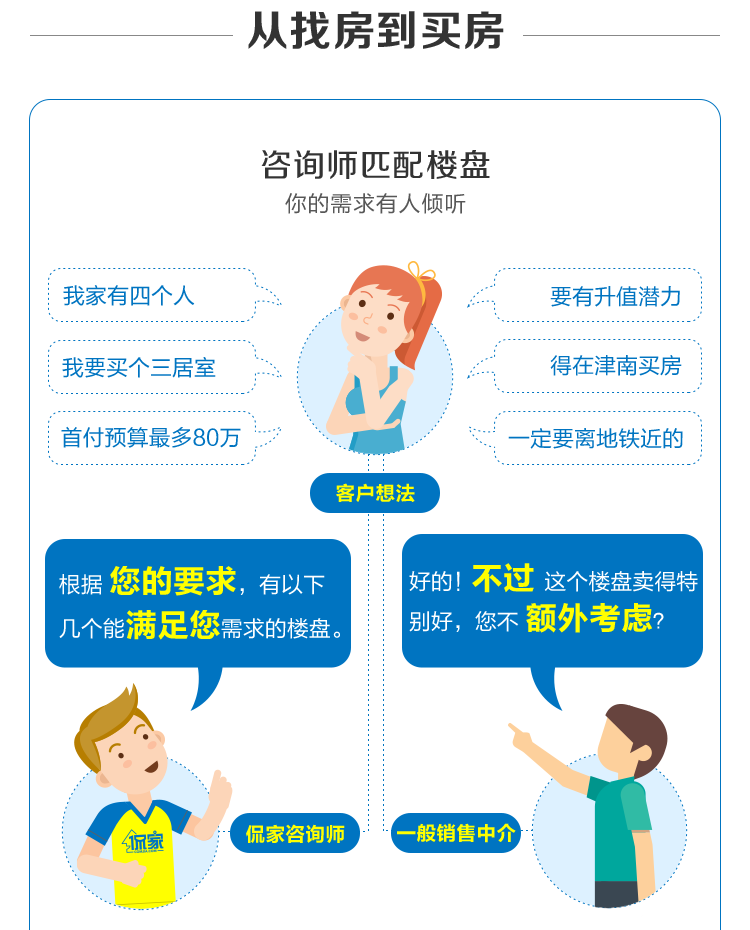 从找房到买房
咨询师匹配楼盘
你的需求有人倾听
我家有四个人
要有升值潜力
我要买个三居室
得在津南买房
首付预算最多80万
一定要离地铁近的
客户想法
根据 您的要求，有以下
几个能满足您需求的楼盘。
好的！不过 这个楼盘卖得特
别好，您不 额外考虑?
侃家
侃家咨询师
一般销售中介